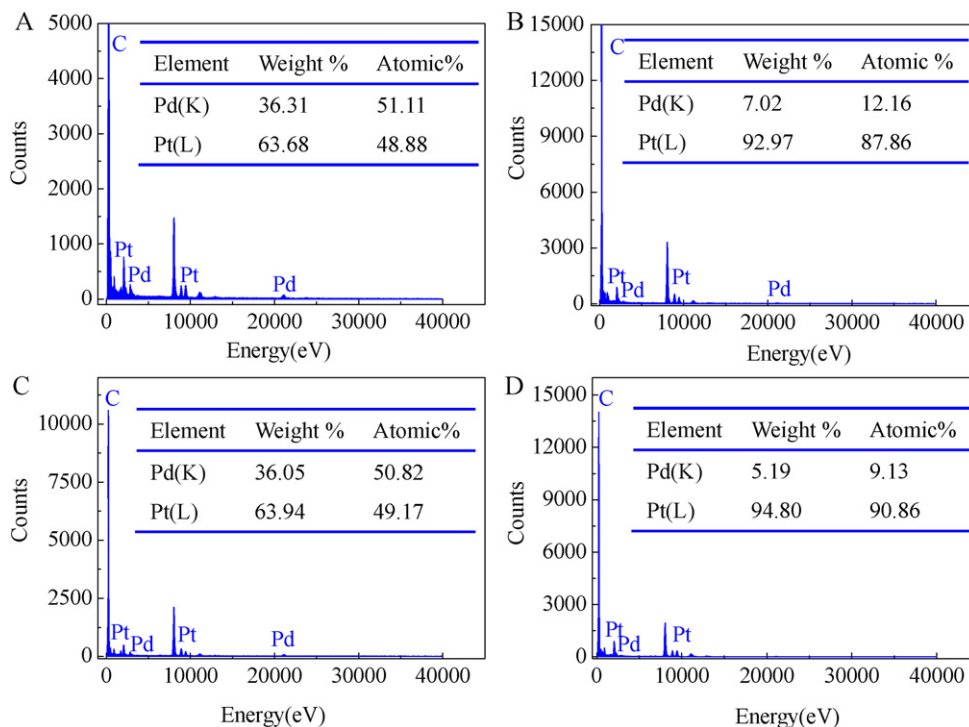 A
5000
4000
3000
2000
1000
0
Counts
C
Element Weight % Atomic%
Pd(K) 36.31 51.11
Pt(L) 63.68 48.88
Pt
Pd
Pt
Pd
0 10000 20000 30000 40000
Energy(eV)
B
15000
12000
9000
6000
3000
0
Counts
C
Element Weight % Atomic %
Pd(K) 7.02 12.16
Pt(L) 92.97 87.86
Pt
Pd
Pt
Pd
0 10000 20000 30000 40000
Energy(eV)
C
10000
7500
5000
2500
0
Counts
C
Element Weight % Atomic%
Pd(K) 36.05 50.82
Pt(L) 63.94 49.17
Pt
Pd
Pt
Pd
0 10000 20000 30000 40000
Energy(eV)
D
15000
12000
9000
6000
3000
0
Counts
C
Element Weight % Atomic%
Pd(K) 5.19 9.13
Pt(L) 94.80 90.86
Pt
Pd
Pt
0 10000 20000 30000 40000
Energy(eV)